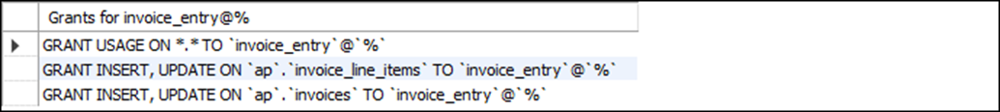 Grants for invoice_entry@%
GRANT USAGE ON *.* TO `invoice_entry`@`%`
GRANT INSERT, UPDATE ON `ap`.`invoice_line_items` TO `invoice_entry`@`%`
GRANT INSERT, UPDATE ON `ap`.`invoices` TO `invoice_entry`@`%`